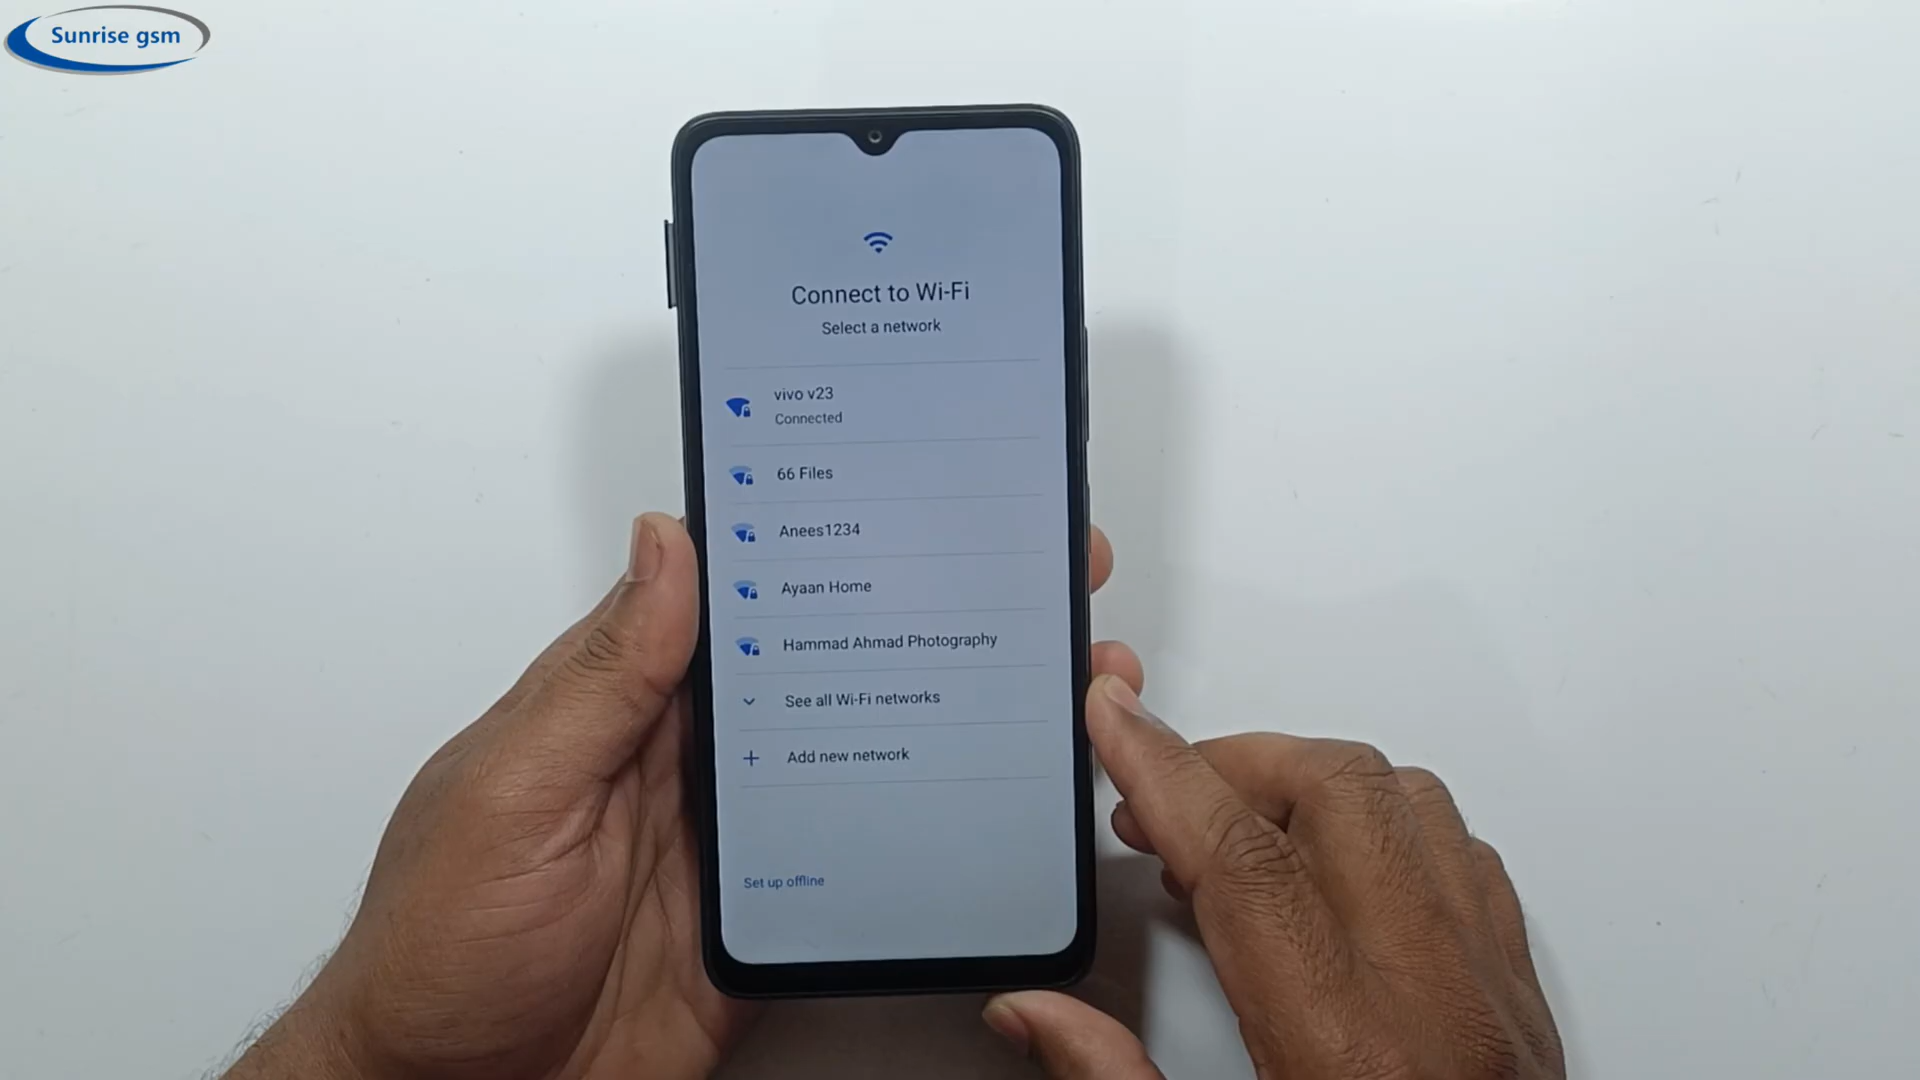 Sunrise gsm
Connect to Wi-Fi
Select a network
vivo v23
Connected
66 Files
Anees1234
Ayaan Home
Hammad Ahmad Photography
See all Wi-Fi networks
Add new network
Set up offline